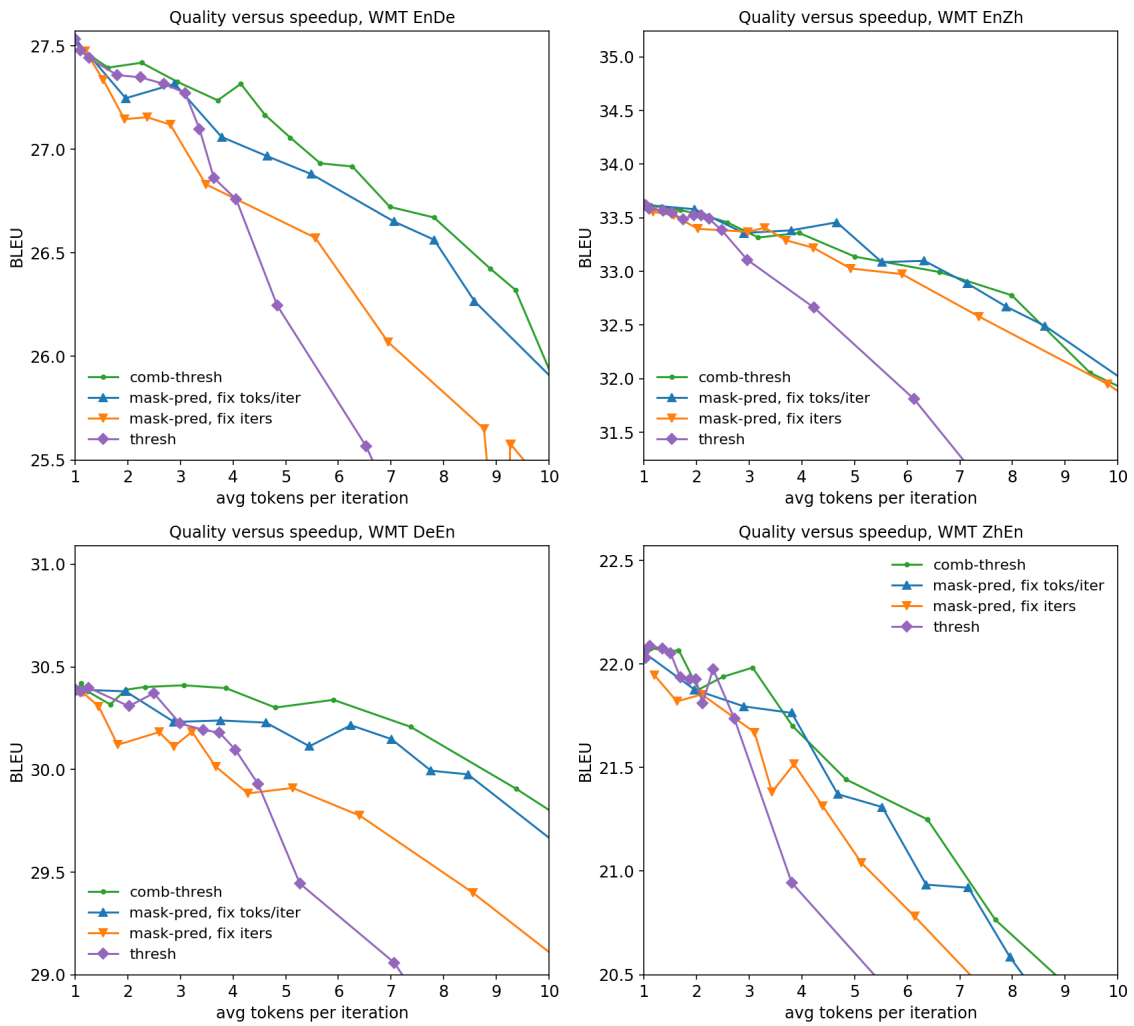 Quality versus speedup, WMT EnDe
27.5
27.0
26.5
26.0
25.5
BLEU
comb-thresh
mask-pred, fix toks/iter
mask-pred, fix iters
thresh
1 2 3 4 5 6 7 8 9 10
avg tokens per iteration
Quality versus speedup, WMT EnZh
35.0
34.5
34.0
33.5
33.0
32.5
32.0
31.5
BLEU
comb-thresh
mask-pred, fix toks/iter
mask-pred, fix iters
thresh
1 2 3 4 5 6 7 8 9 10
avg tokens per iteration
Quality versus speedup, WMT DeEn
31.0
30.5
30.0
29.5
29.0
BLEU
comb-thresh
mask-pred, fix toks/iter
mask-pred, fix iters
thresh
1 2 3 4 5 6 7 8 9 10
avg tokens per iteration
Quality versus speedup, WMT ZhEn
22.5
22.0
21.5
21.0
20.5
BLEU
comb-thresh
mask-pred, fix toks/iter
mask-pred, fix iters
thresh
1 2 3 4 5 6 7 8 9 10
avg tokens per iteration